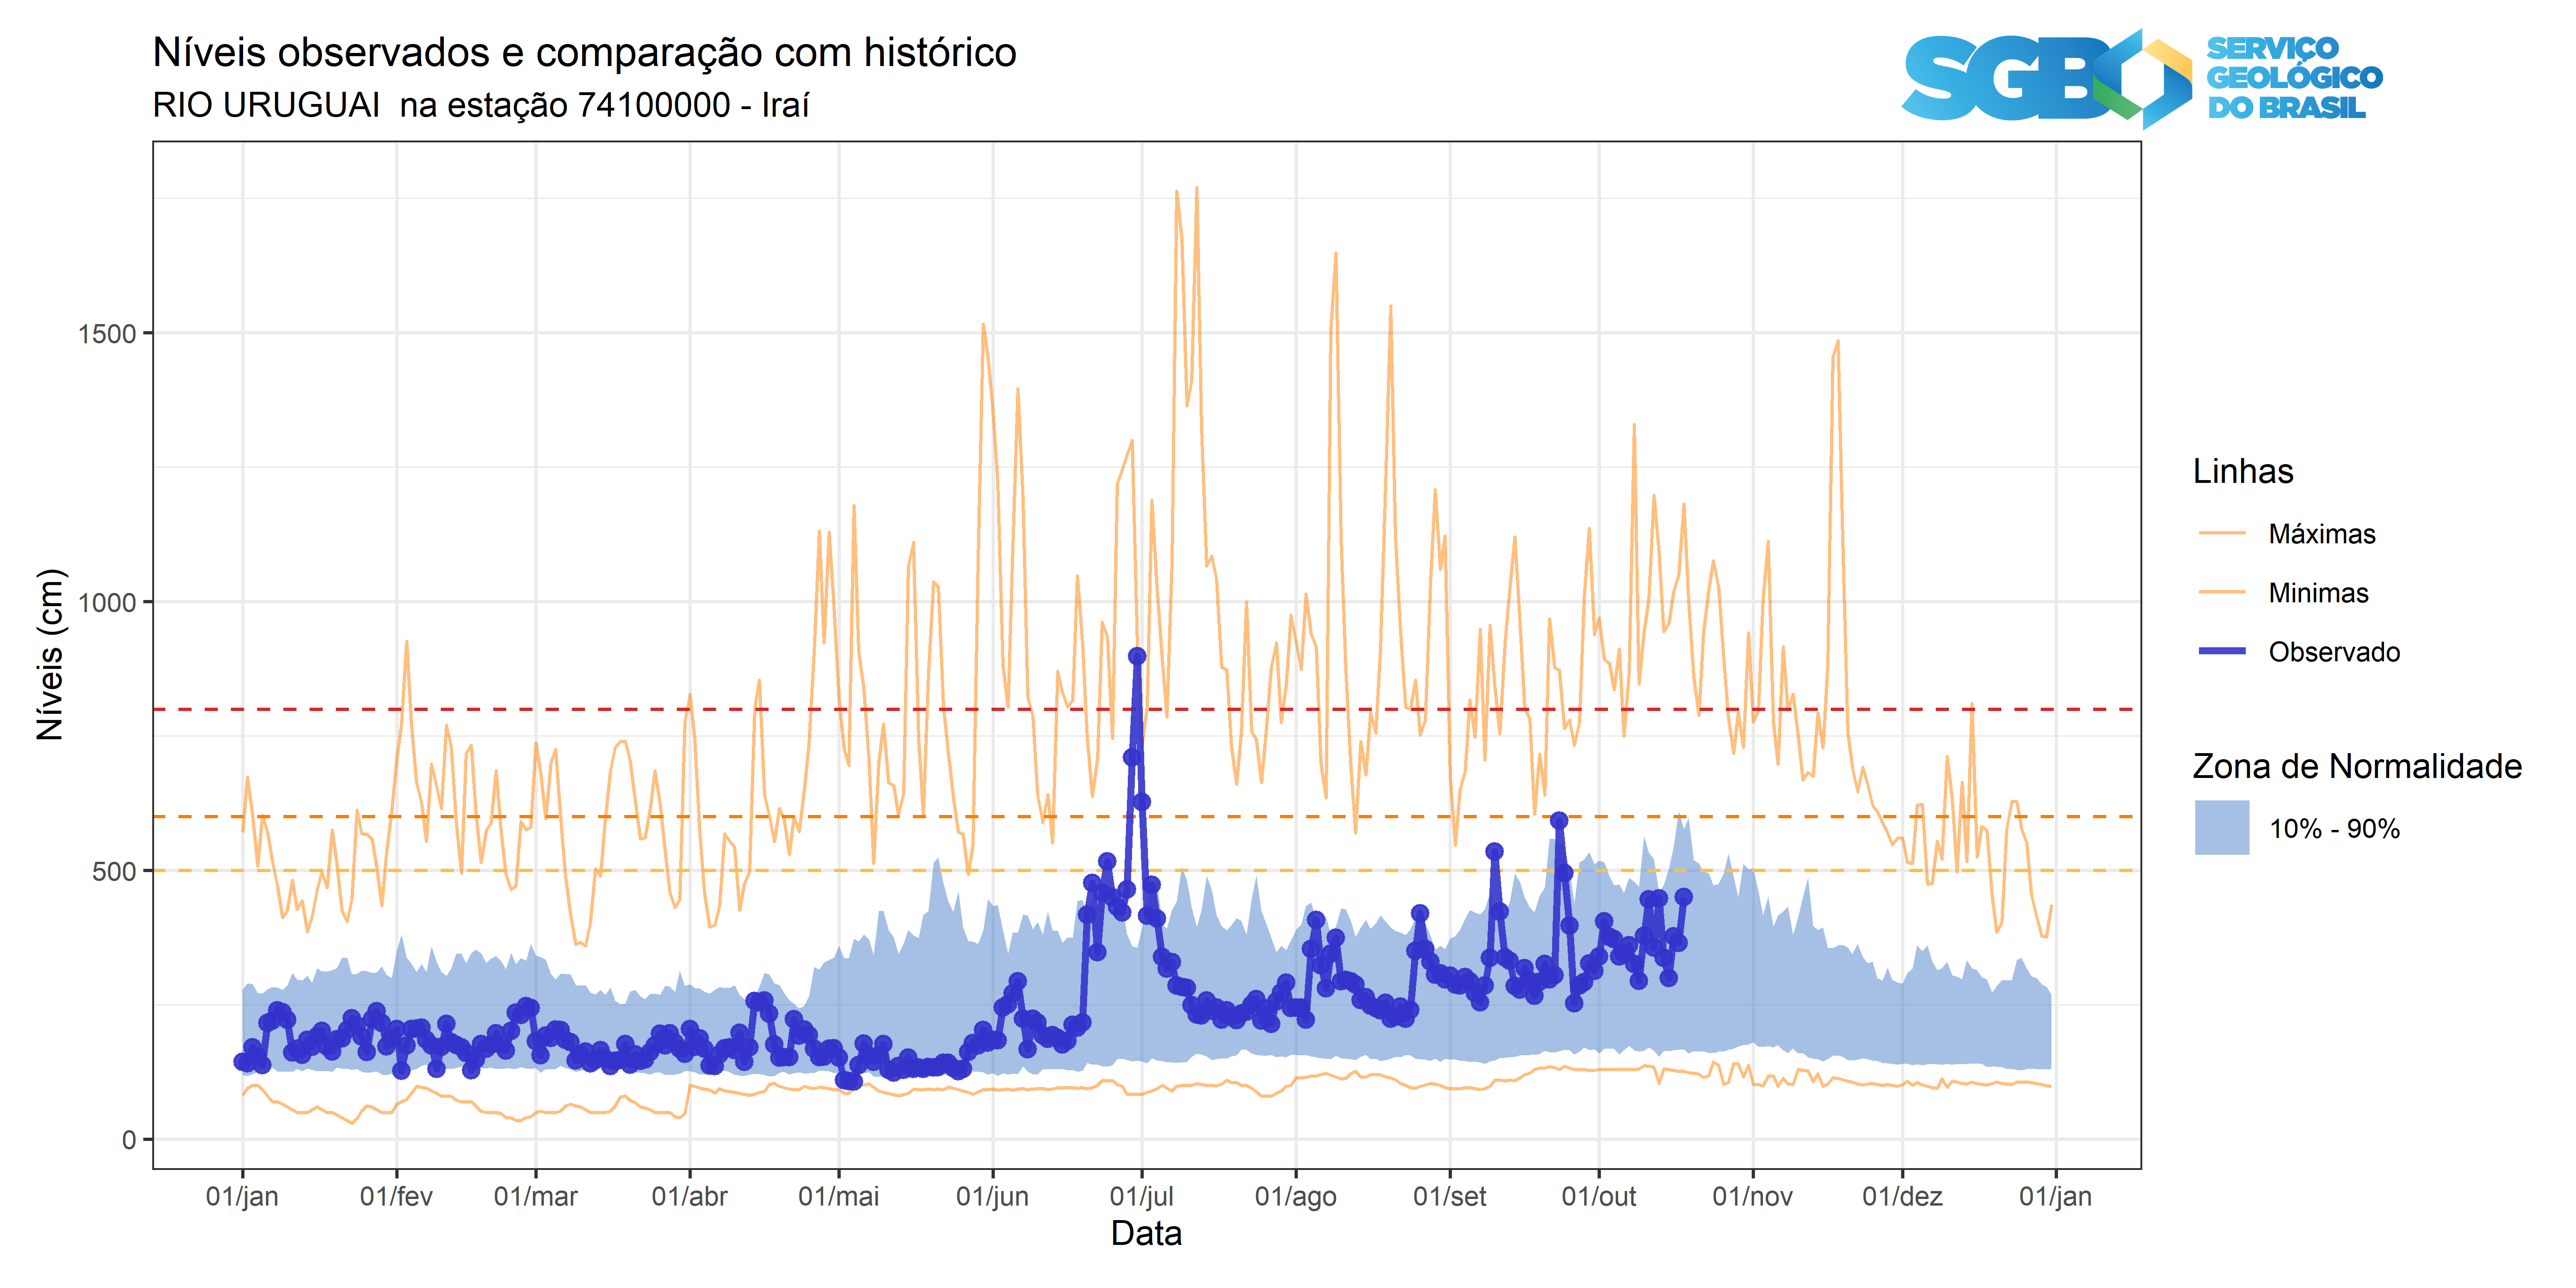 Níveis observados e comparação com histórico
RIO URUGUAI  na estação 74100000 - Iraí
SGB
SERVIÇO
GEOLÓGICO
DO BRASIL
Níveis (cm)
1500
1000
500
0
01/jan
01/fev
01/mar
01/abr
01/mai
01/jun
01/jul
01/ago
01/set
01/out
01/nov
01/dez
01/jan
Data
Linhas
Máximas
Minimas
Observado
Zona de Normalidade
10% - 90%